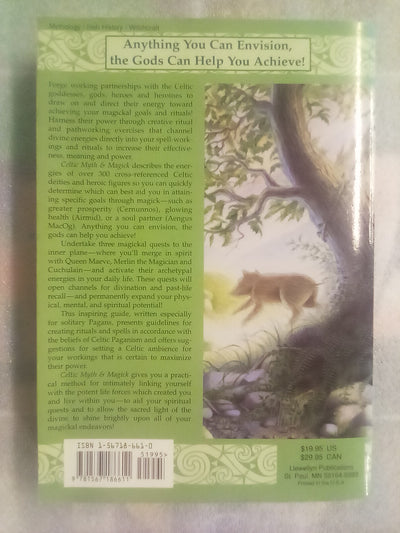 Mythology / Irish History / Witchcraft
Anything You Can Envision,
the Gods Can Help You Achieve!
Forge working partnerships with the Celtic
goddesses, gods, heroes and heroines to
draw on and direct their energy toward
achieving your magickal goals and rituals!
Harness their power through creative ritual
and pathworking exercises that channel
divine energies directly into your spell-work-
ings and rituals to increase their effective-
ness, meaning and power.
Celtic Myth & Magick describes the ener-
gies of over 300 cross-referenced Celtic
deities and heroic figures so you can quickly
determine which can best aid you in attain-
ing specific goals through magick—such as
greater prosperity (Cernunnos), glowing
health (Airmid), or a soul partner (Aengus
MacOg). Anything you can envision, the
gods can help you achieve!
Undertake three magickal quests to the
inner plane—where you'll merge in spirit
with Queen Maeve, Merlin the Magician and
Cuchulain—and activate their archetypal
energies in your daily life. These quests will
open channels for divination and past-life
recall—and permanently expand your phys-
ical, mental, and spiritual potential!
This inspiring guide, written especially
for solitary Pagans, presents guidelines for
creating rituals and spells in accordance with
the beliefs of Celtic Paganism and offers sug-
gestions for setting a Celtic ambience for
your workings that is certain to maximize
their power.
Celtic Myth & Magick gives you a practi-
cal method for intimately linking yourself
with the potent life forces which created you
and live within you—to aid your spiritual
quests and to allow the sacred light of the
divine to shine brightly upon all of your
magickal endeavors!
ISBN 1-56718-661-0
51995
9 781567 186611
$19.95 US
$29.95 CAN
Llewellyn Publications
St. Paul, MN 55164-0383
Printed in the U.S.A.